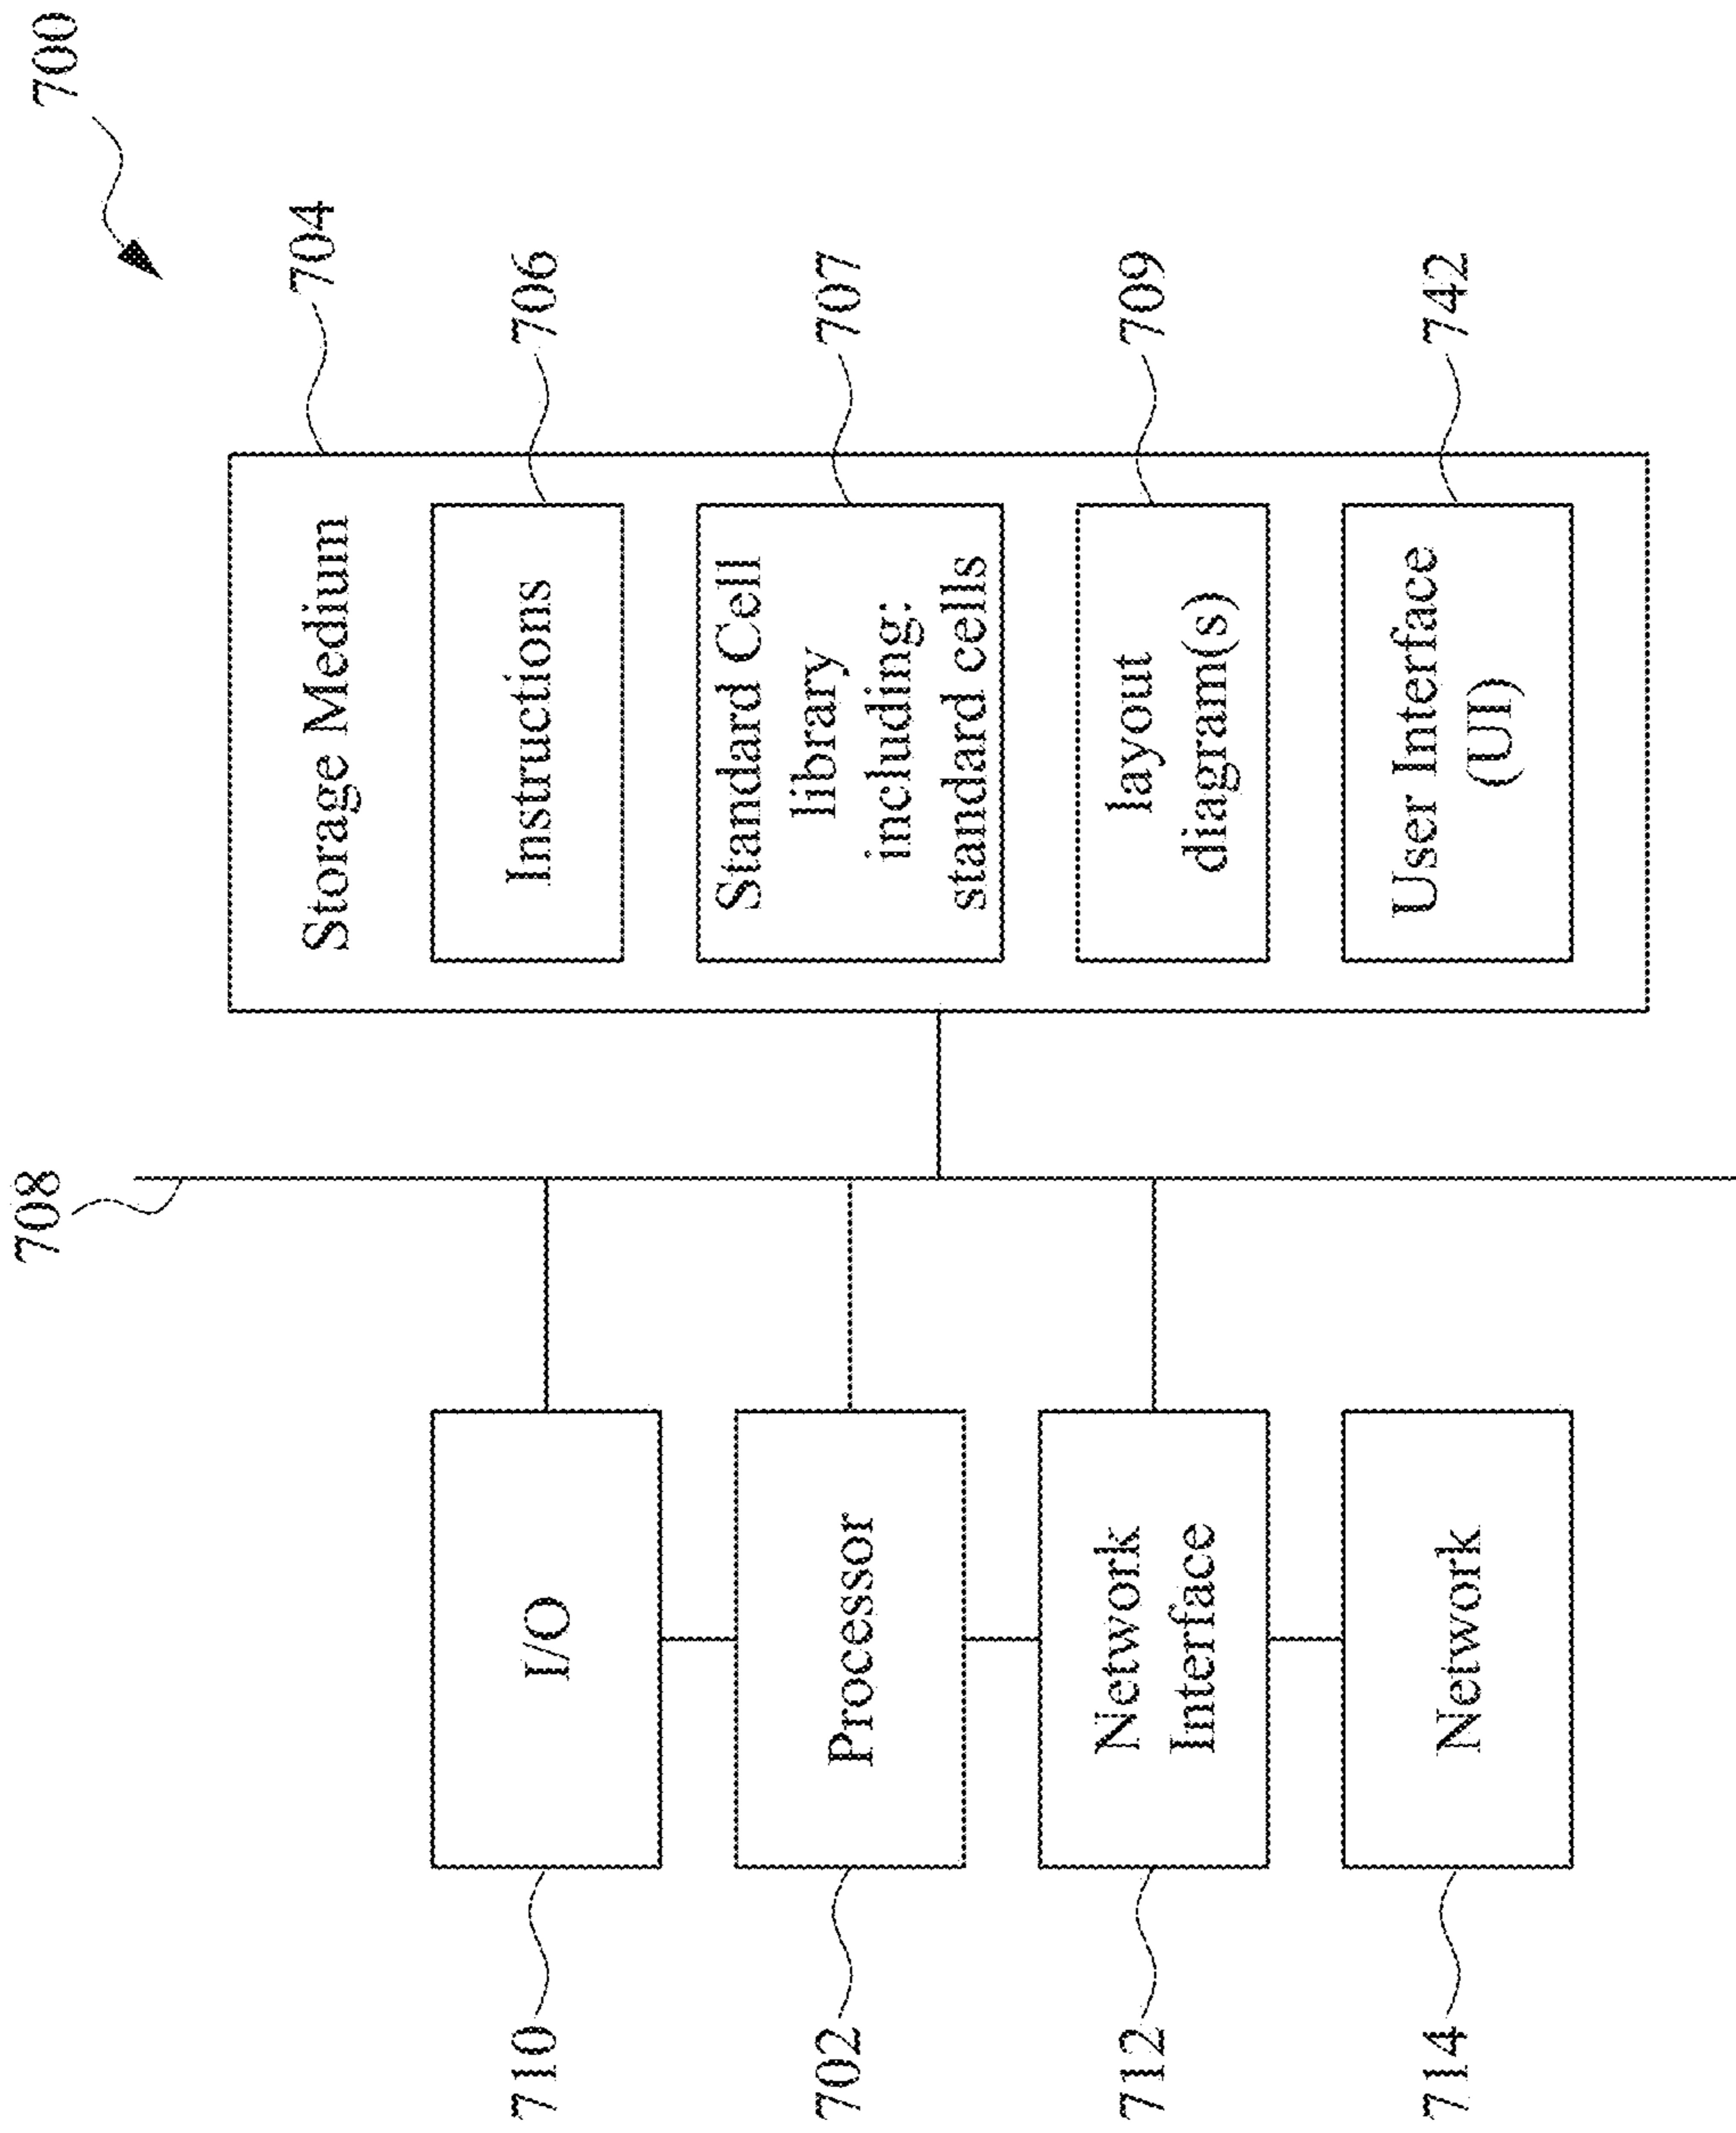 700
708
710
I/O
702
Processor
712
Network
Interface
714
Network
704
Storage Medium
706
Instructions
707
Standard Cell
library
including:
standard cells
709
layout
diagram(s)
742
User Interface
(UI)